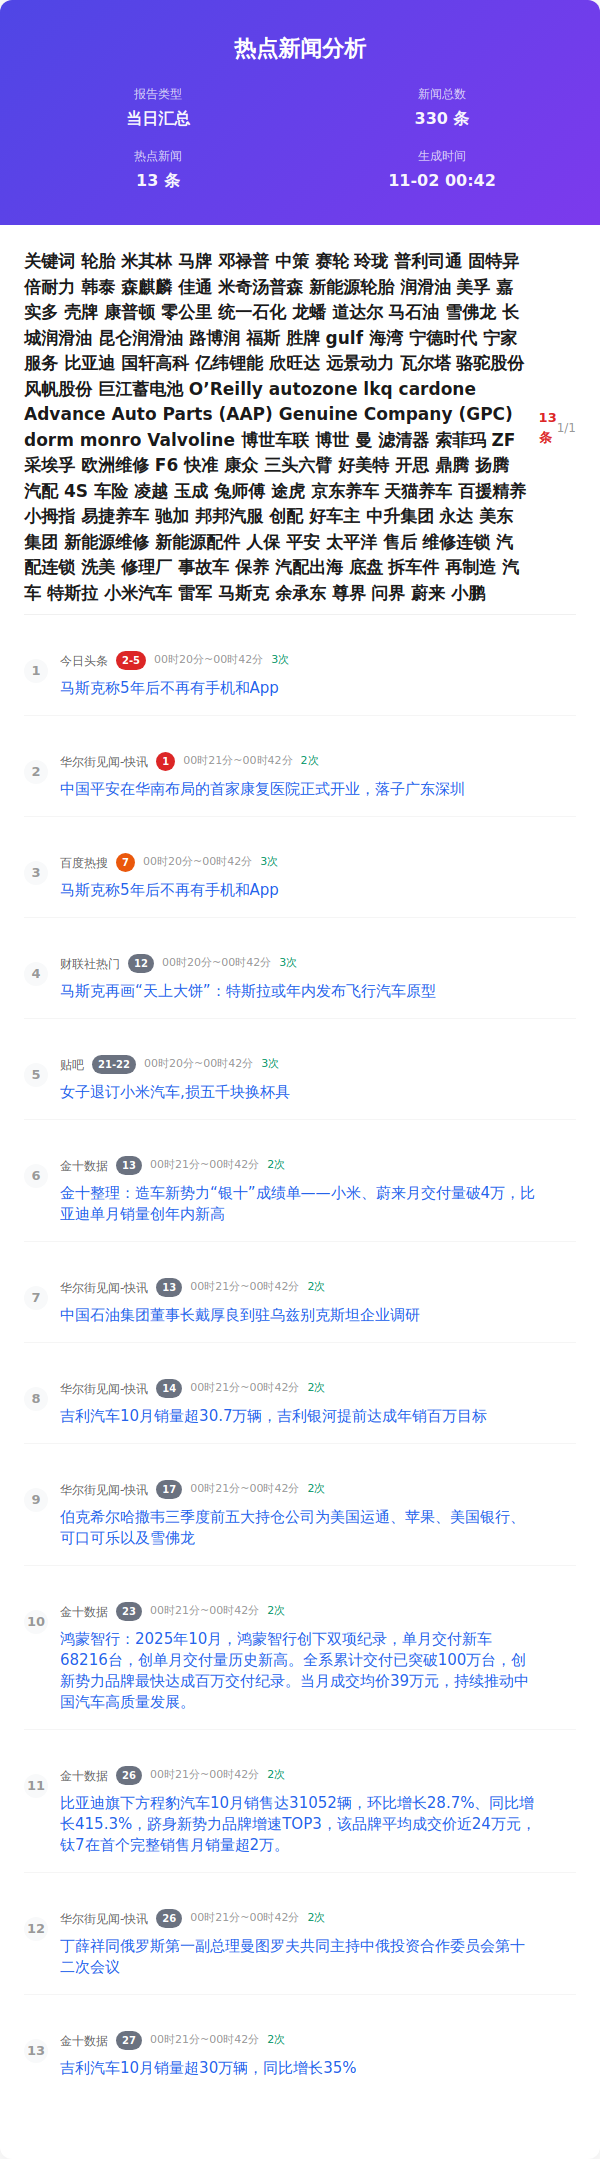 热点新闻分析
报告类型
当日汇总
新闻总数
330 条
热点新闻
13 条
生成时间
11-02 00:42
关键词 轮胎 米其林 马牌 邓禄普 中策 赛轮 玲珑 普利司通 固特异
倍耐力 韩泰 森麒麟 佳通 米奇汤普森 新能源轮胎 润滑油 美孚 嘉
实多 壳牌 康普顿 零公里 统一石化 龙蟠 道达尔 马石油 雪佛龙 长
城润滑油 昆仑润滑油 路博润 福斯 胜牌 gulf 海湾 宁德时代 宁家
服务 比亚迪 国轩高科 亿纬锂能 欣旺达 远景动力 瓦尔塔 骆驼股份
风帆股份 巨江蓄电池 O’Reilly autozone lkq cardone
Advance Auto Parts (AAP) Genuine Company (GPC)
dorm monro Valvoline 博世车联 博世 曼 滤清器 索菲玛 ZF
采埃孚 欧洲维修 F6 快准 康众 三头六臂 好美特 开思 鼎腾 扬腾
汽配 4S 车险 凌越 玉成 兔师傅 途虎 京东养车 天猫养车 百援精养
小拇指 易捷养车 驰加 邦邦汽服 创配 好车主 中升集团 永达 美东
集团 新能源维修 新能源配件 人保 平安 太平洋 售后 维修连锁 汽
配连锁 洗美 修理厂 事故车 保养 汽配出海 底盘 拆车件 再制造 汽
车 特斯拉 小米汽车 雷军 马斯克 余承东 尊界 问界 蔚来 小鹏
13
条
1/1
1
今日头条 2-5 00时20分~00时42分 3次
马斯克称5年后不再有手机和App
2
华尔街见闻-快讯 1 00时21分~00时42分 2次
中国平安在华南布局的首家康复医院正式开业，落子广东深圳
3
百度热搜 7 00时20分~00时42分 3次
马斯克称5年后不再有手机和App
4
财联社热门 12 00时20分~00时42分 3次
马斯克再画“天上大饼”：特斯拉或年内发布飞行汽车原型
5
贴吧 21-22 00时20分~00时42分 3次
女子退订小米汽车,损五千块换杯具
6
金十数据 13 00时21分~00时42分 2次
金十整理：造车新势力“银十”成绩单——小米、蔚来月交付量破4万，比
亚迪单月销量创年内新高
7
华尔街见闻-快讯 13 00时21分~00时42分 2次
中国石油集团董事长戴厚良到驻乌兹别克斯坦企业调研
8
华尔街见闻-快讯 14 00时21分~00时42分 2次
吉利汽车10月销量超30.7万辆，吉利银河提前达成年销百万目标
9
华尔街见闻-快讯 17 00时21分~00时42分 2次
伯克希尔哈撒韦三季度前五大持仓公司为美国运通、苹果、美国银行、
可口可乐以及雪佛龙
10
金十数据 23 00时21分~00时42分 2次
鸿蒙智行：2025年10月，鸿蒙智行创下双项纪录，单月交付新车
68216台，创单月交付量历史新高。全系累计交付已突破100万台，创
新势力品牌最快达成百万交付纪录。当月成交均价39万元，持续推动中
国汽车高质量发展。
11
金十数据 26 00时21分~00时42分 2次
比亚迪旗下方程豹汽车10月销售达31052辆，环比增长28.7%、同比增
长415.3%，跻身新势力品牌增速TOP3，该品牌平均成交价近24万元，
钛7在首个完整销售月销量超2万。
12
华尔街见闻-快讯 26 00时21分~00时42分 2次
丁薛祥同俄罗斯第一副总理曼图罗夫共同主持中俄投资合作委员会第十
二次会议
13
金十数据 27 00时21分~00时42分 2次
吉利汽车10月销量超30万辆，同比增长35%